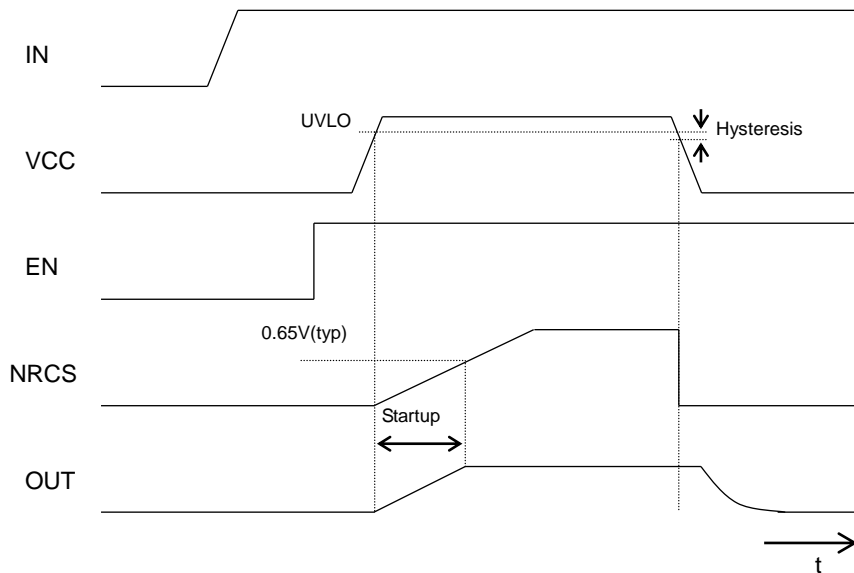 IN
UVLO
Hysteresis
VCC
EN
0.65V(typ)
NRCS
Startup
OUT
t